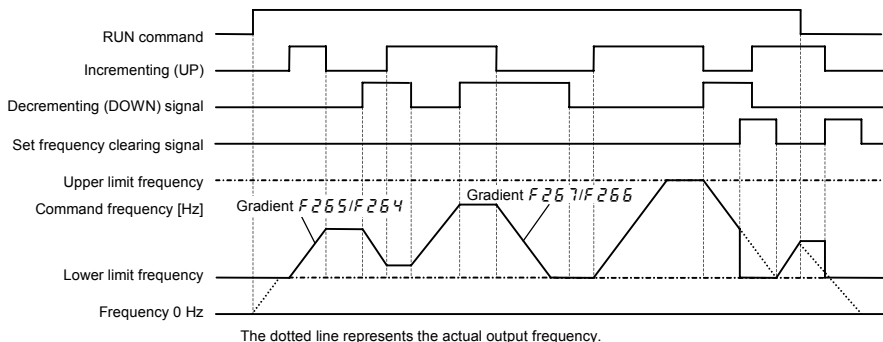 RUN command
Incrementing (UP)
Decrementing (DOWN) signal
Set frequency clearing signal
Upper limit frequency
Command frequency [Hz]
Gradient F265/F264
Gradient F267/F266
Lower limit frequency
Frequency 0 Hz
The dotted line represents the actual output frequency.